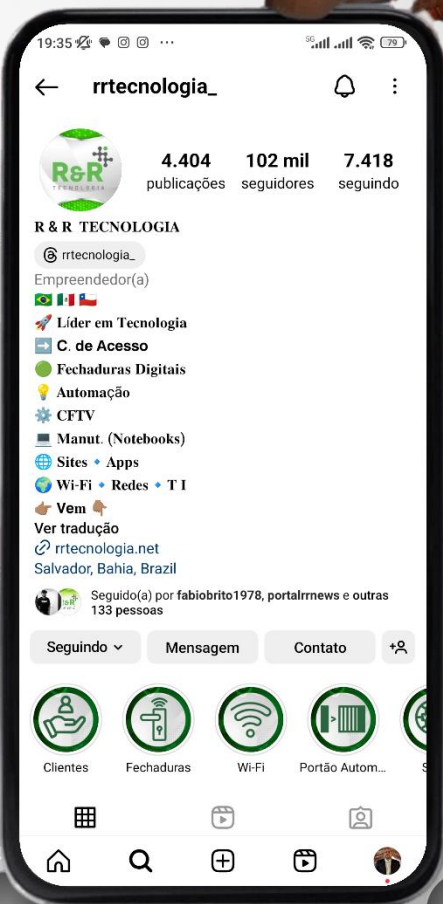 19:35
5G
79
rrtecnologia_
R&R
TECNOLOGIA
4.404 102 mil 7.418
publicações seguidores seguindo
R & R TECNOLOGIA
rrtecnologia_
Empreendedor(a)
🇧🇷 🇲🇽 🇨🇱
🚀 Líder em Tecnologia
➡️ C. de Acesso
🟢 Fechaduras Digitais
💡 Automação
⚙️ CFTV
💻 Manut. (Notebooks)
🌐 Sites 🔹 Apps
🌍 Wi-Fi 🔹 Redes 🔹 T I
👉🏽 Vem 👇🏽
Ver tradução
rrtecnologia.net
Salvador, Bahia, Brazil
Seguido(a) por fabiobrito1978, portalrrnews e outras
133 pessoas
Seguindo Mensagem Contato
Clientes Fechaduras Wi-Fi Portão Autom...